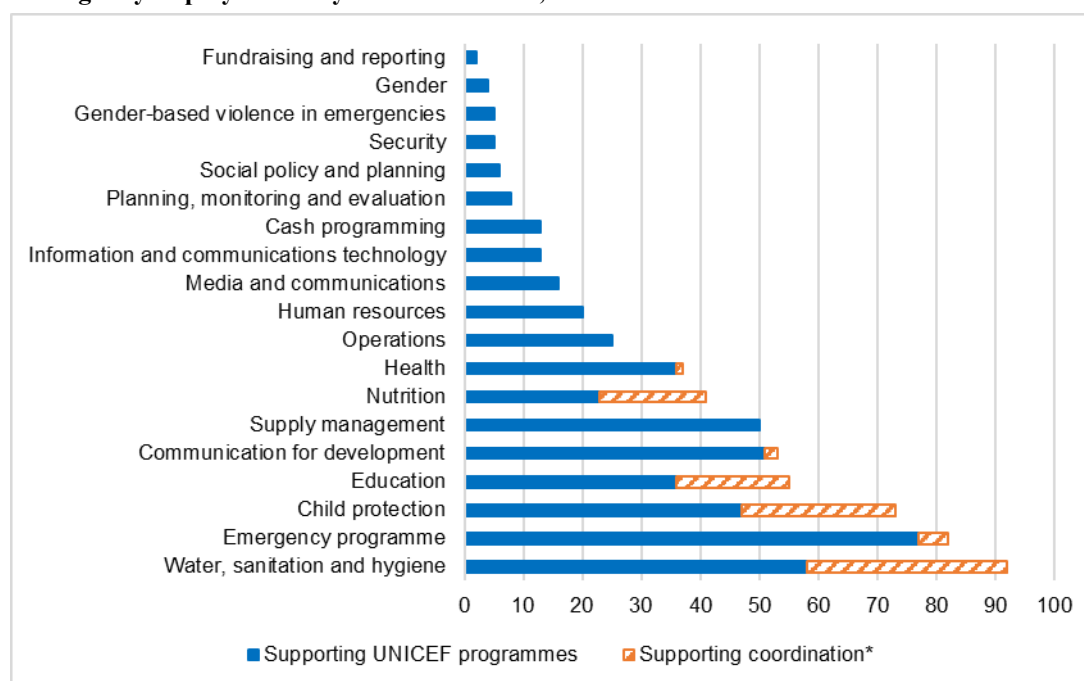 Fundraising and reporting
Gender
Gender-based violence in emergencies
Security
Social policy and planning
Planning, monitoring and evaluation
Cash programming
Information and communications technology
Media and communications
Human resources
Operations
Health
Nutrition
Supply management
Communication for development
Education
Child protection
Emergency programme
Water, sanitation and hygiene
0 10 20 30 40 50 60 70 80 90 100
Supporting UNICEF programmes Supporting coordination*